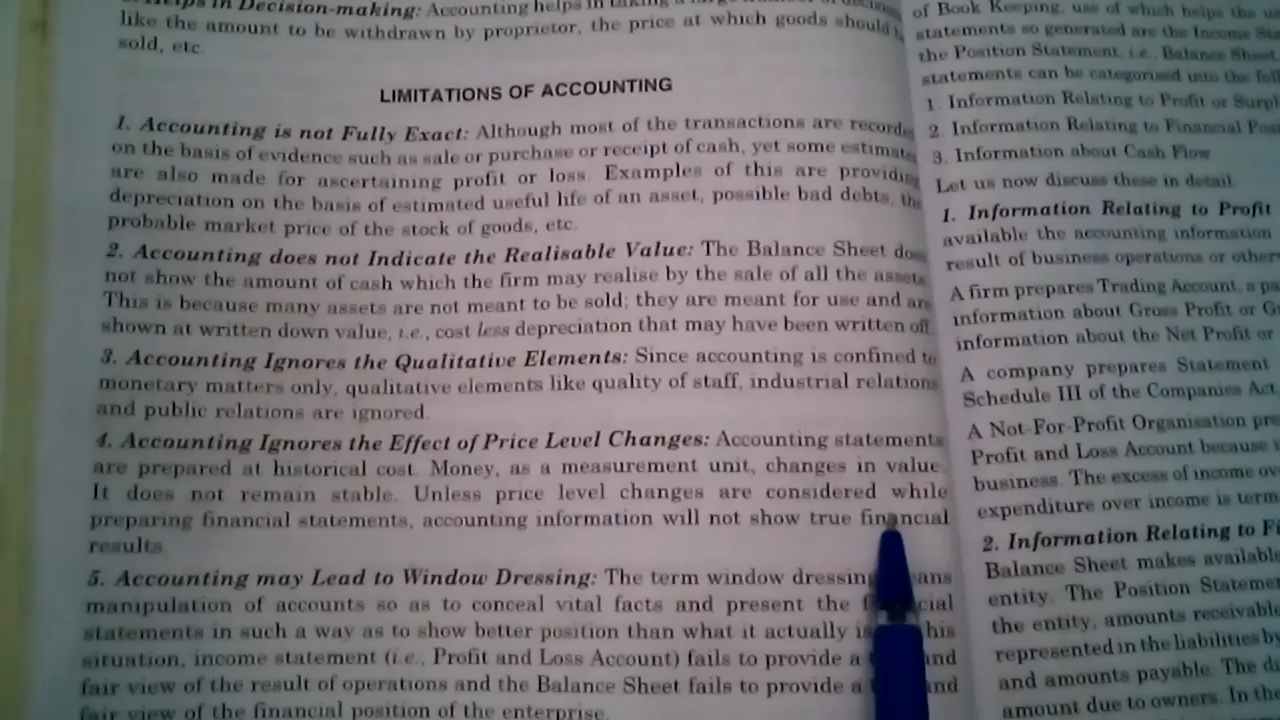 Helps in Decision-making: Accounting helps in
like the amount to be withdrawn by proprietor, the price at which goods should
sold, etc.
LIMITATIONS OF ACCOUNTING
1. Accounting is not Fully Exact: Although most of the transactions are
on the basis of evidence such as sale or purchase or receipt of cash, yet some
are also made for ascertaining profit or loss. Examples of this are
depreciation on the basis of estimated useful life of an asset, possible bad debts,
probable market price of the stock of goods, etc.
2. Accounting does not Indicate the Realisable Value: The Balance Sheet
not show the amount of cash which the firm may realise by the sale of all the assets.
This is because many assets are not meant to be sold; they are meant for use and are
shown at written down value, i.e., cost less depreciation that may have been written off.
3. Accounting Ignores the Qualitative Elements: Since accounting is confined to
monetary matters only, qualitative elements like quality of staff, industrial relations
and public relations are ignored.
4. Accounting Ignores the Effect of Price Level Changes: Accounting statements
are prepared at historical cost. Money, as a measurement unit, changes in value.
It does not remain stable. Unless price level changes are considered while
preparing financial statements, accounting information will not show true financial
results.
5. Accounting may Lead to Window Dressing: The term window dressing
manipulation of accounts so as to conceal vital facts and present the
statements in such a way as to show better position than what it actually
situation, income statement (i.e., Profit and Loss Account) fails to provide a
fair view of the result of operations and the Balance Sheet fails to provide a
fair view of the financial position of the enterprise.
of Book Keeping, use of which helps the
statements so generated are the Income
the Position Statement, i.e., Balance Sheet.
statements can be categorised into the
1. Information Relating to Profit or
2. Information Relating to Financial
3. Information about Cash Flow
Let us now discuss these in detail.
1. Information Relating to Profit
available the accounting information
result of business operations or
A firm prepares Trading Account, a
information about Gross Profit or
information about the Net Profit or
A company prepares Statement
Schedule III of the Companies Act,
A Not-For-Profit Organisation
Profit and Loss Account because
business. The excess of income
expenditure over income is
2. Information Relating to
Balance Sheet makes available
entity. The Position
the entity, amounts
represented in the liabilities by
and amounts payable. The
amount due to owners. In the